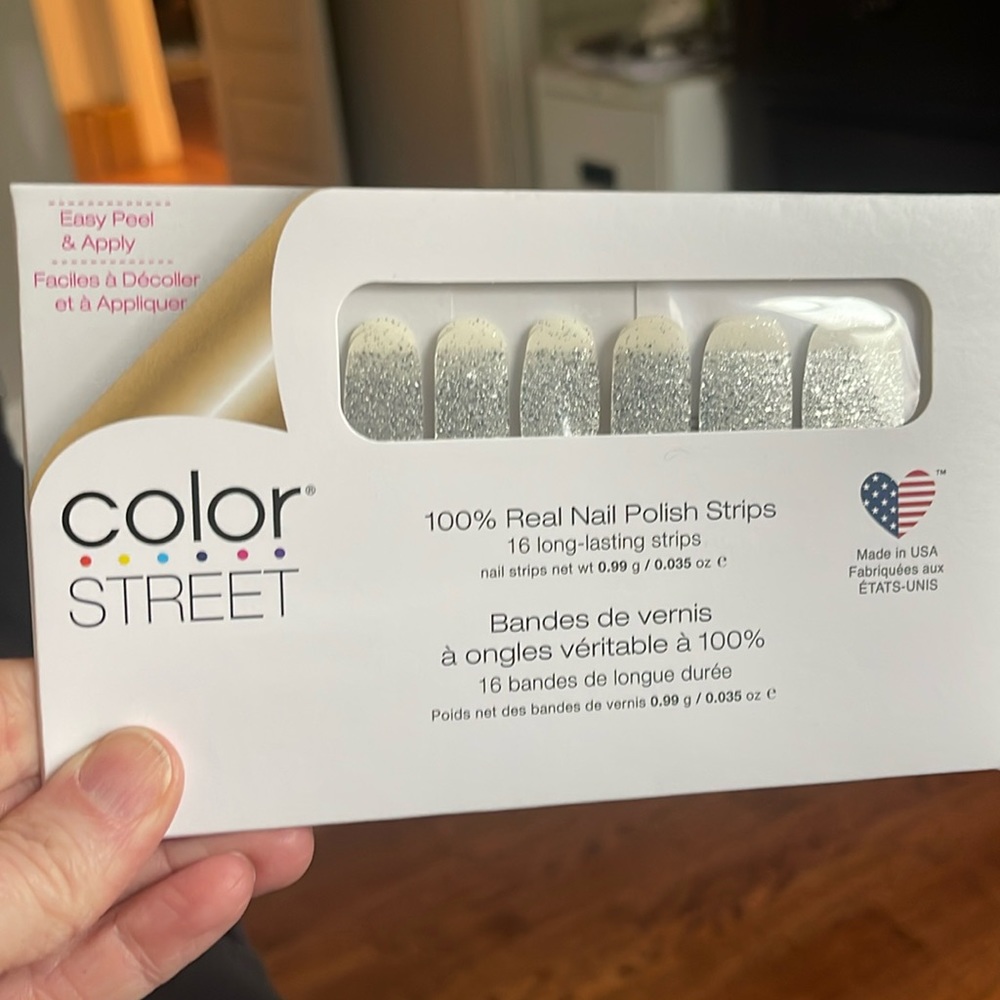 Easy Peel
& Apply
Faciles à Décoller
et à Appliquer
color®
STREET
100% Real Nail Polish Strips
16 long-lasting strips
nail strips net wt 0.99 g / 0.035 oz e
Bandes de vernis
à ongles véritable à 100%
16 bandes de longue durée
Poids net des bandes de vernis 0.99 g / 0.035 oz e
™
Made in USA
Fabriquées aux
ÉTATS-UNIS